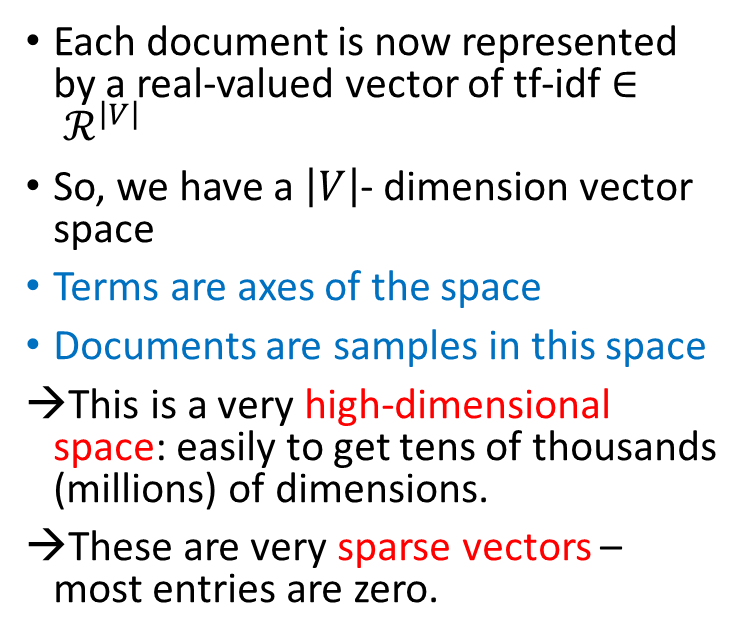 • Each document is now represented
by a real-valued vector of tf-idf ∈
ℛ^|V|
• So, we have a |V|- dimension vector
space
• Terms are axes of the space
• Documents are samples in this space
→This is a very high-dimensional
space: easily to get tens of thousands
(millions) of dimensions.
→These are very sparse vectors –
most entries are zero.